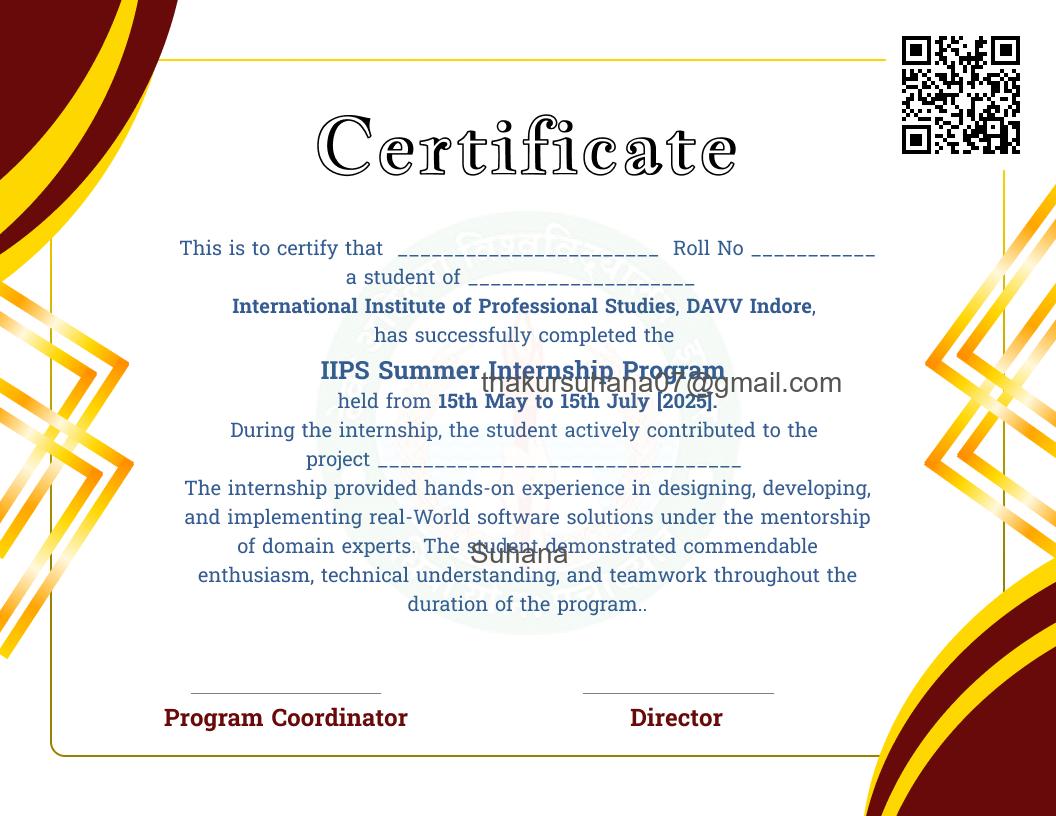 Certificate
This is to certify that _______________________ Roll No ___________
a student of ____________________
International Institute of Professional Studies, DAVV Indore,
has successfully completed the
IIPS Summer Internship Program
thakursuhana07@gmail.com
held from 15th May to 15th July [2025].
During the internship, the student actively contributed to the
project ________________________________
The internship provided hands-on experience in designing, developing,
and implementing real-World software solutions under the mentorship
of domain experts. The student demonstrated commendable
Suhana
enthusiasm, technical understanding, and teamwork throughout the
duration of the program..
Program Coordinator
Director